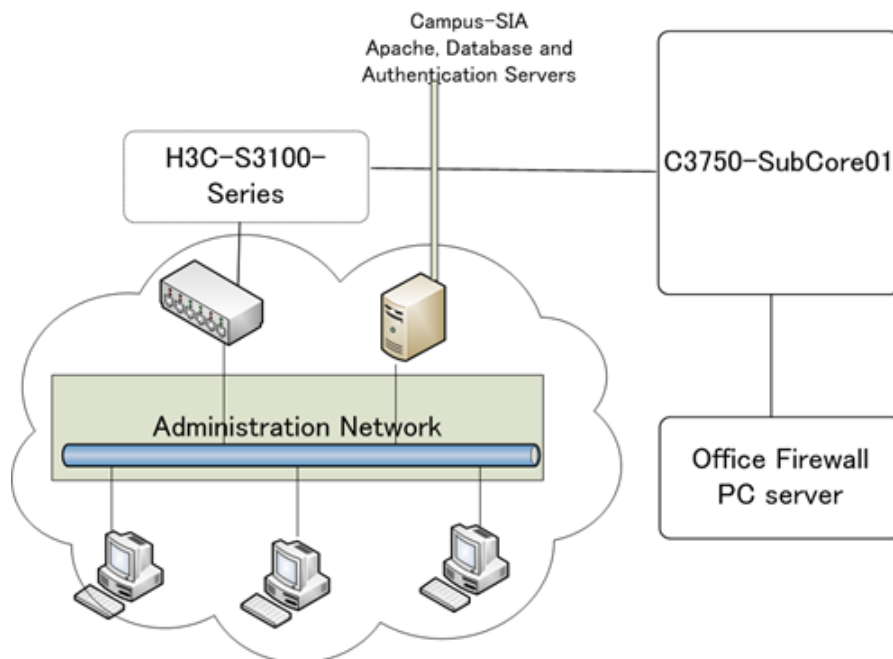 Campus-SIA
Apache, Database and
Authentication Servers
H3C-S3100-
Series
C3750-SubCore01
Administration Network
Office Firewall
PC server